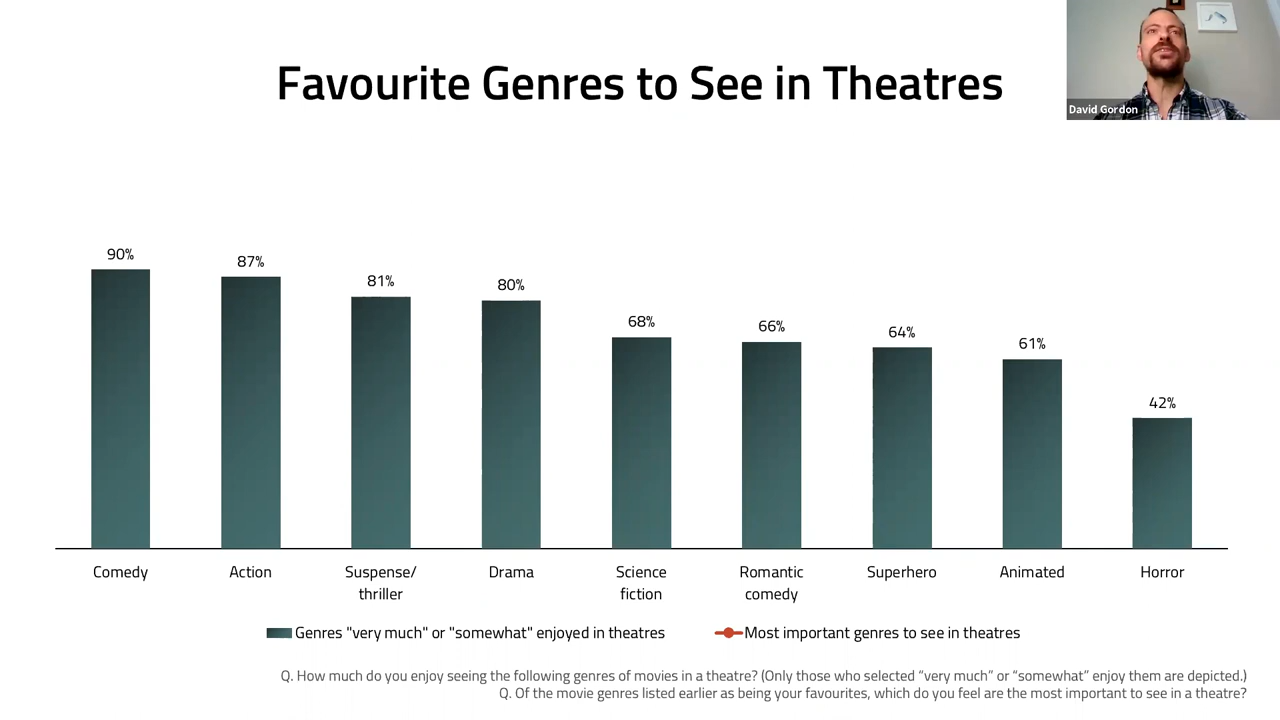 Favourite Genres to See in Theatres
David Gordon
90%
87%
81%
80%
68%
66%
64%
61%
42%
Comedy
Action
Suspense/
thriller
Drama
Science
fiction
Romantic
comedy
Superhero
Animated
Horror
Genres "very much" or "somewhat" enjoyed in theatres
Most important genres to see in theatres
Q. How much do you enjoy seeing the following genres of movies in a theatre? (Only those who selected “very much” or “somewhat” enjoy them are depicted.)
Q. Of the movie genres listed earlier as being your favourites, which do you feel are the most important to see in a theatre?